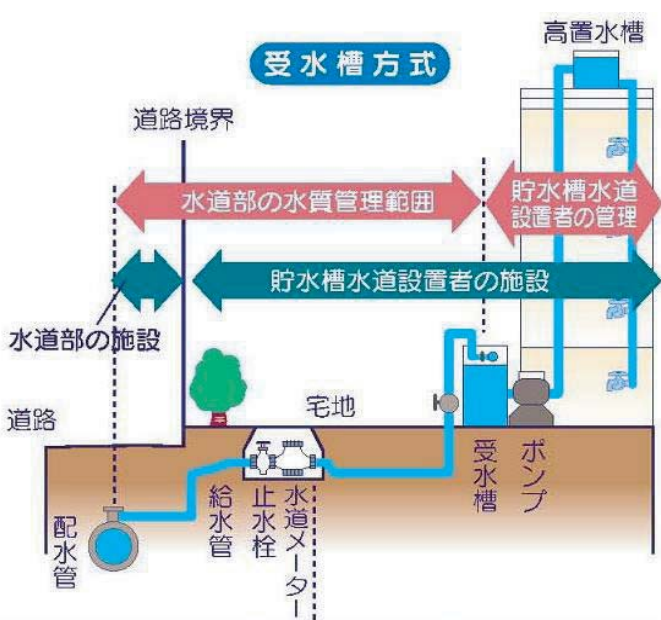 高置水槽
受水槽方式
道路境界
水道部の水質管理範囲
貯水槽水道
設置者の管理
貯水槽水道設置者の施設
水道部の施設
道路
宅地
配水管
給水管
止水栓
水道メーター
受水槽
ポンプ